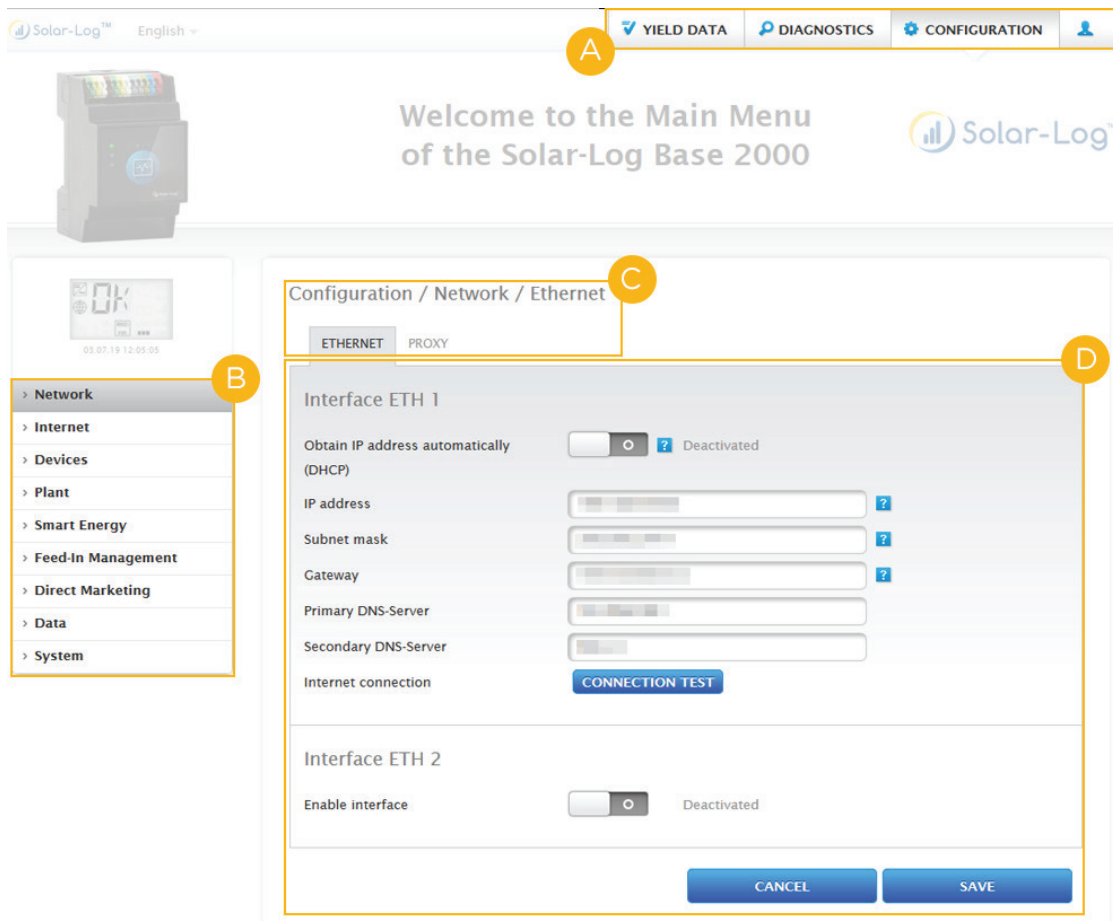 Solar-Log™ English
YIELD DATA DIAGNOSTICS CONFIGURATION
A
Welcome to the Main Menu
of the Solar-Log Base 2000
Solar-Log™
OK
03.07.19 12:05:05
B
› Network
› Internet
› Devices
› Plant
› Smart Energy
› Feed-In Management
› Direct Marketing
› Data
› System
C
Configuration / Network / Ethernet
ETHERNET PROXY
D
Interface ETH 1
Obtain IP address automatically
(DHCP)
? Deactivated
IP address ?
Subnet mask ?
Gateway ?
Primary DNS-Server
Secondary DNS-Server
Internet connection CONNECTION TEST
Interface ETH 2
Enable interface Deactivated
CANCEL SAVE